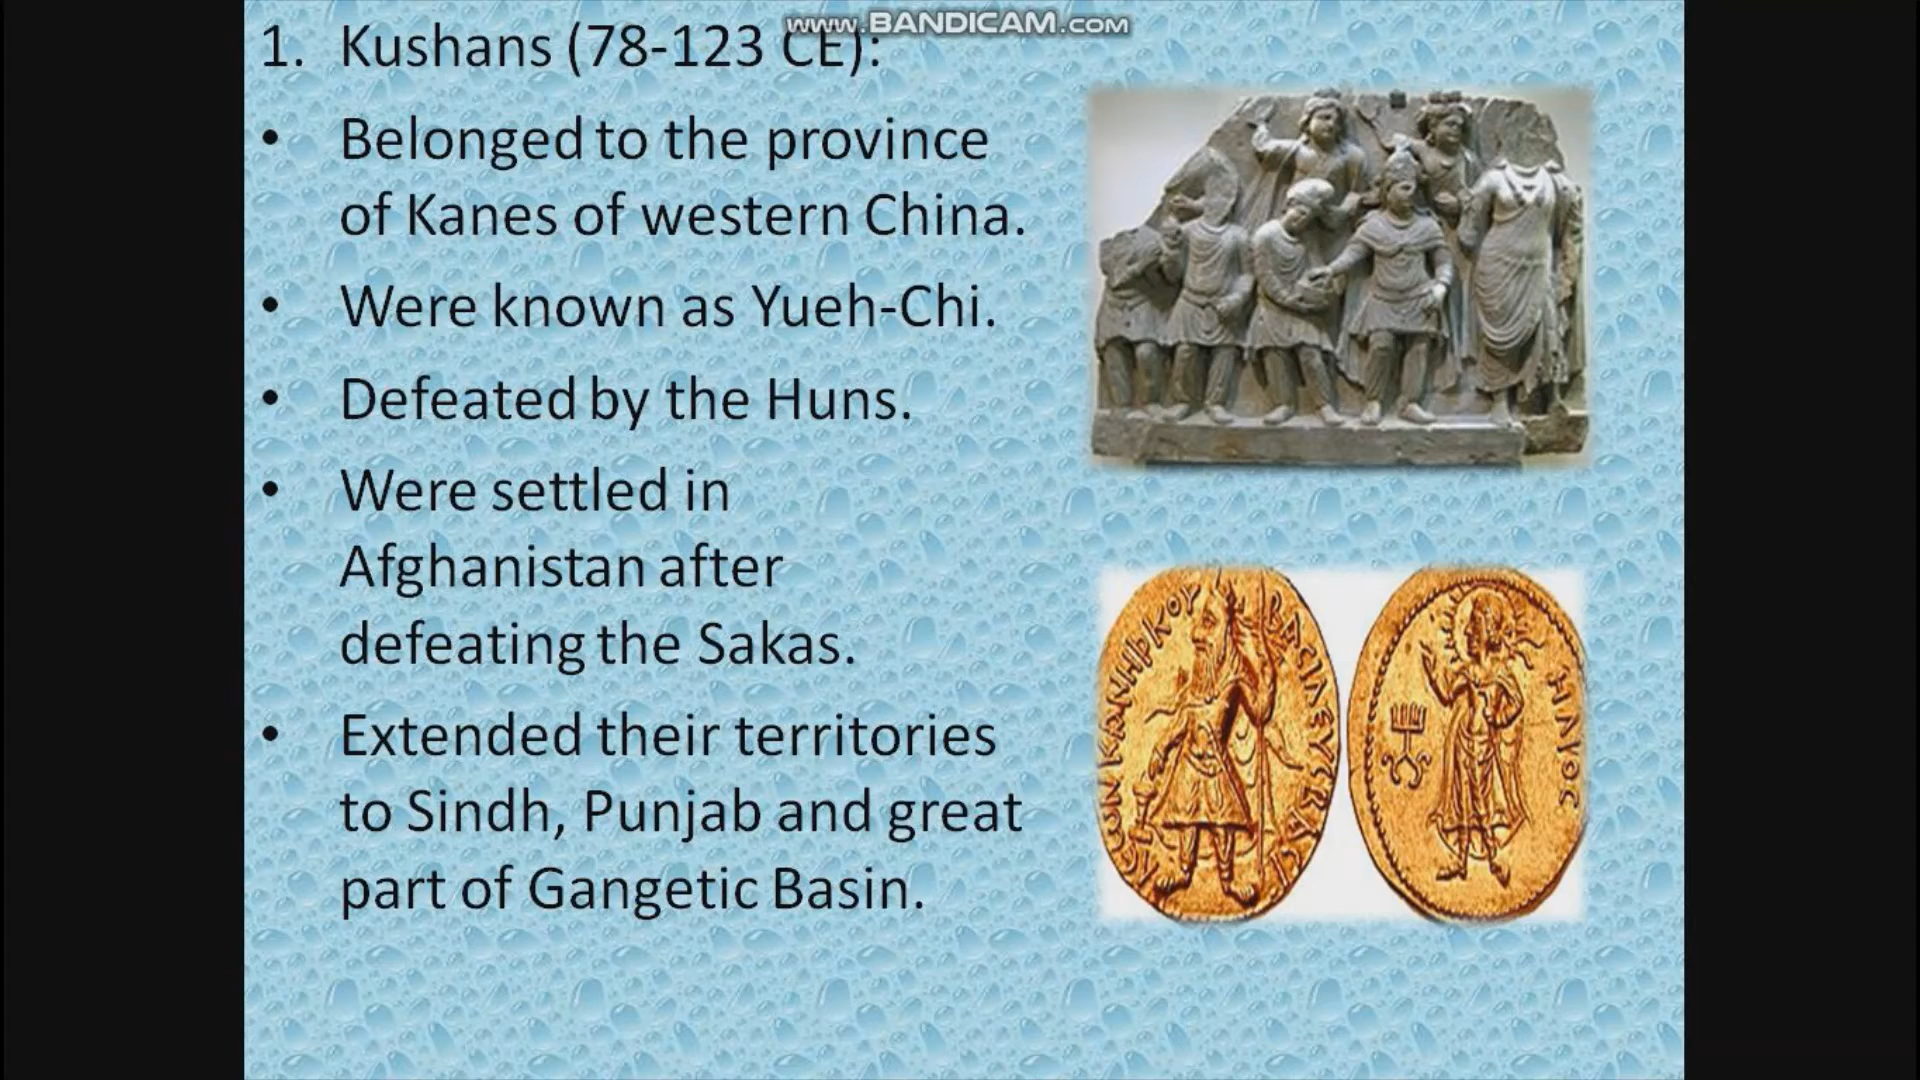 www.BANDICAM.com
1. Kushans (78-123 CE):
• Belonged to the province
of Kanes of western China.
• Were known as Yueh-Chi.
• Defeated by the Huns.
• Were settled in
Afghanistan after
defeating the Sakas.
• Extended their territories
to Sindh, Punjab and great
part of Gangetic Basin.
ΗΛΙΟΣ